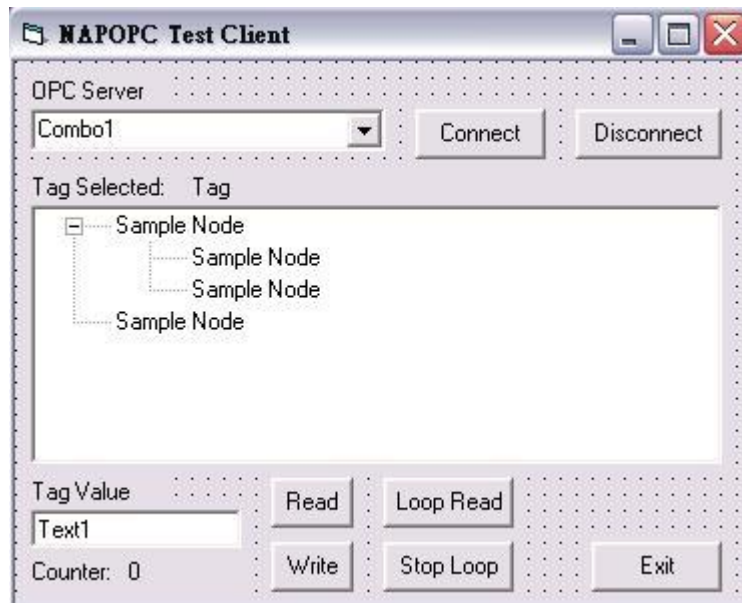 NAPOPC Test Client
OPC Server
Combo1
Connect
Disconnect
Tag Selected: Tag
Sample Node
Sample Node
Sample Node
Sample Node
Tag Value
Read
Loop Read
Text1
Counter: 0
Write
Stop Loop
Exit